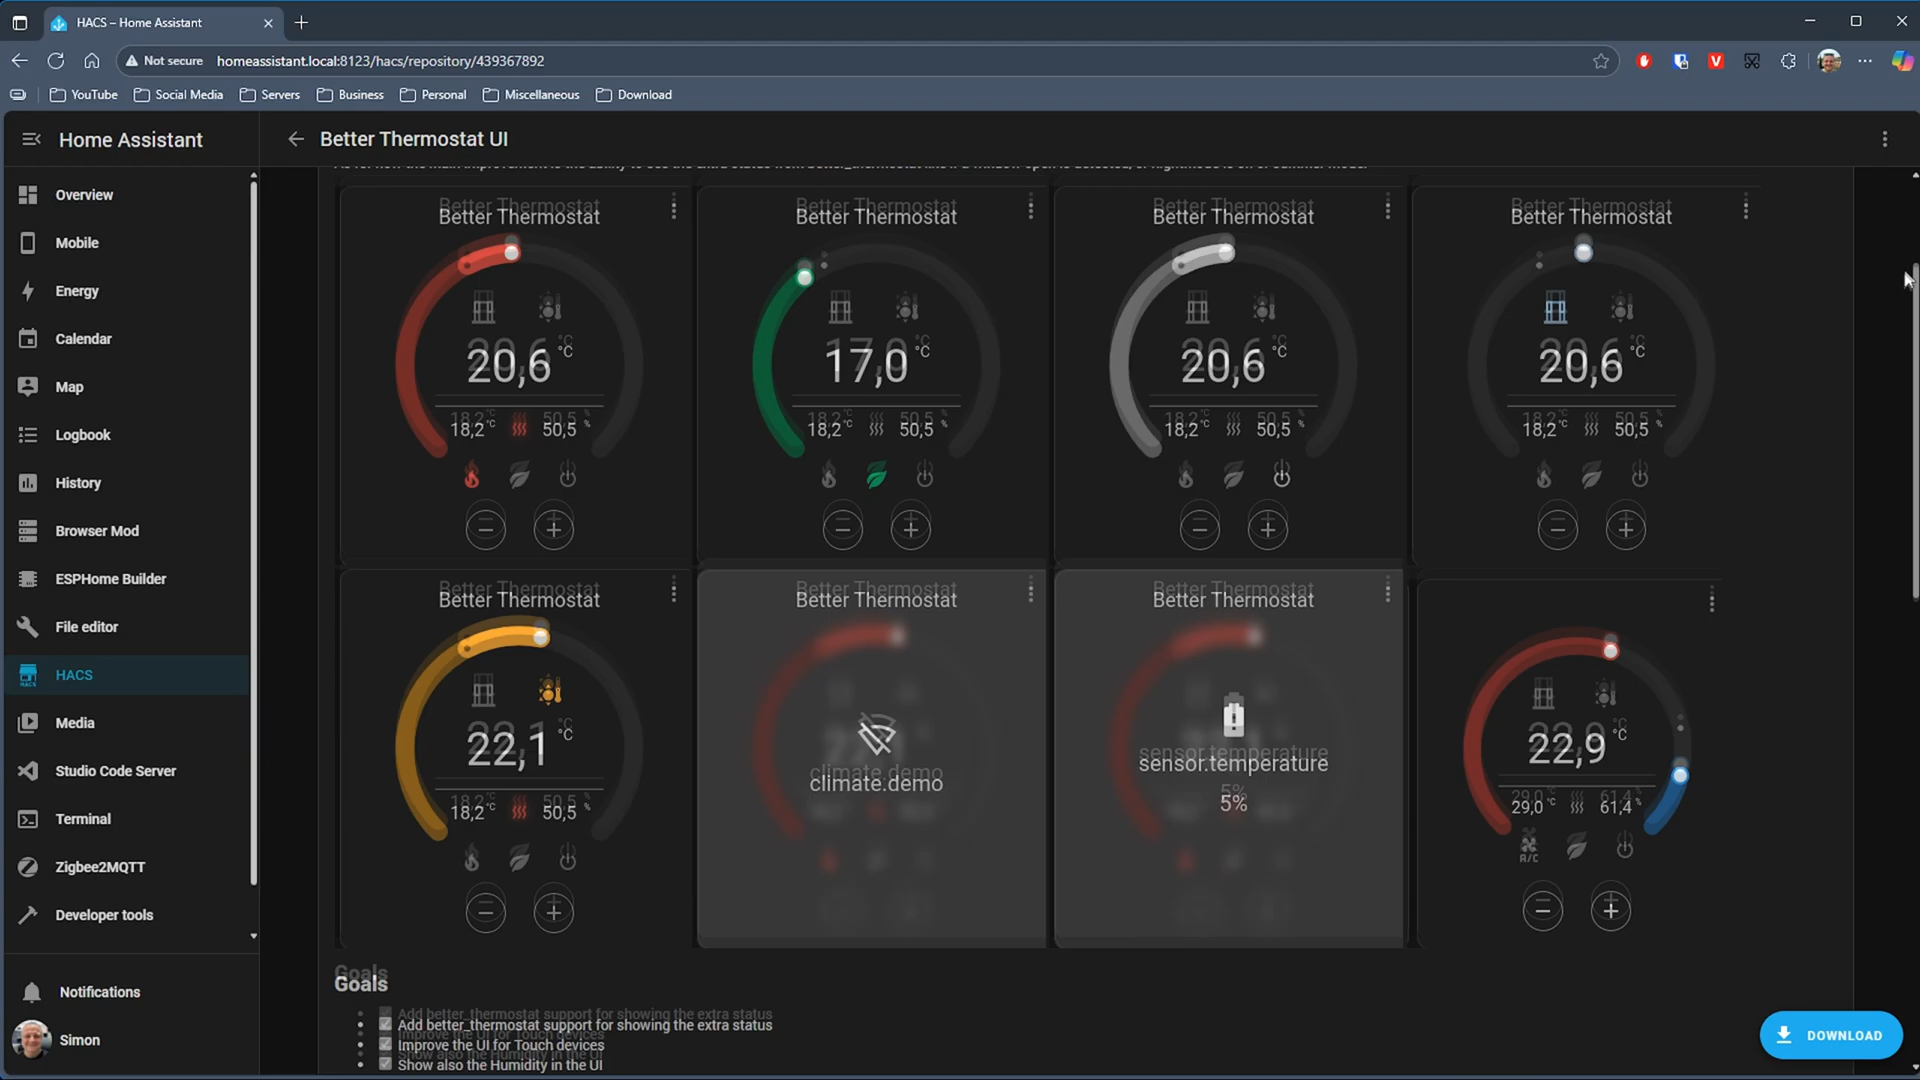 HACS – Home Assistant
Not secure
homeassistant.local:8123/hacs/repository/439367892
V
YouTube
Social Media
Servers
Business
Personal
Miscellaneous
Download
Home Assistant
Better Thermostat UI
Overview
Mobile
Energy
Calendar
Map
Logbook
History
Browser Mod
ESPHome Builder
File editor
HACS
HACS
Media
Studio Code Server
Terminal
Zigbee2MQTT
Developer tools
Notifications
Simon
Better Thermostat
20,6 °C
18,2 °C 50,5 %
Better Thermostat
17,0 °C
18,2 °C 50,5 %
Better Thermostat
20,6 °C
18,2 °C 50,5 %
Better Thermostat
20,6 °C
18,2 °C 50,5 %
Better Thermostat
22,1 °C
18,2 °C 50,5 %
Better Thermostat
climate.demo
Better Thermostat
sensor.temperature
5%
22,9 °C
29,0 °C 61,4 %
A/C
Goals
Add better_thermostat support for showing the extra status
Improve the UI for Touch devices
Show also the Humidity in the UI
DOWNLOAD